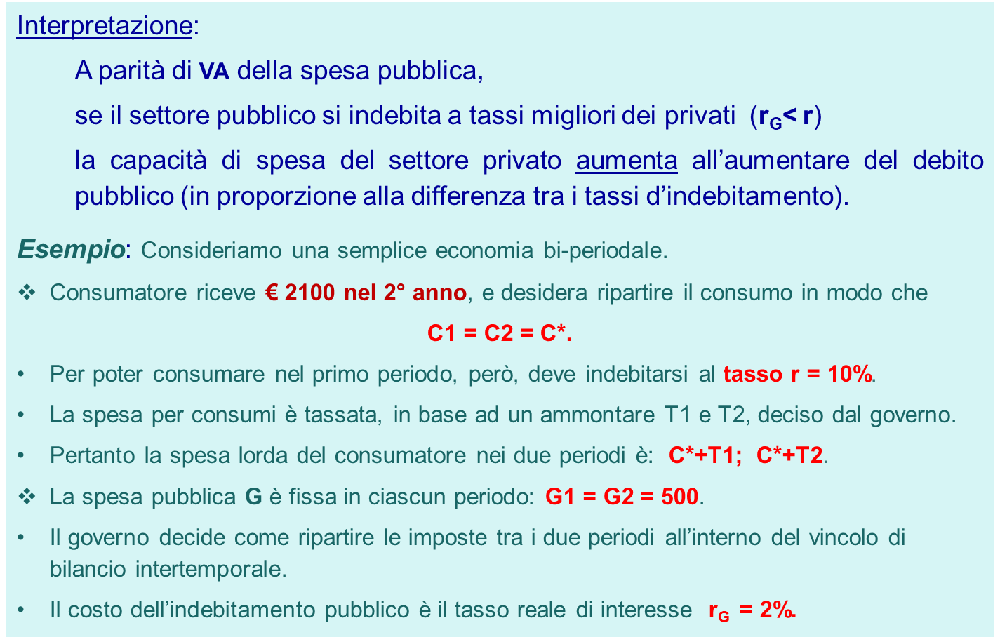 Interpretazione:
A parità di VA della spesa pubblica,
se il settore pubblico si indebita a tassi migliori dei privati (rG< r)
la capacità di spesa del settore privato aumenta all’aumentare del debito
pubblico (in proporzione alla differenza tra i tassi d’indebitamento).
Esempio: Consideriamo una semplice economia bi-periodale.
❖ Consumatore riceve € 2100 nel 2° anno, e desidera ripartire il consumo in modo che
C1 = C2 = C*.
• Per poter consumare nel primo periodo, però, deve indebitarsi al tasso r = 10%.
• La spesa per consumi è tassata, in base ad un ammontare T1 e T2, deciso dal governo.
• Pertanto la spesa lorda del consumatore nei due periodi è: C*+T1; C*+T2.
❖ La spesa pubblica G è fissa in ciascun periodo: G1 = G2 = 500.
• Il governo decide come ripartire le imposte tra i due periodi all’interno del vincolo di
bilancio intertemporale.
• Il costo dell’indebitamento pubblico è il tasso reale di interesse rG = 2%.